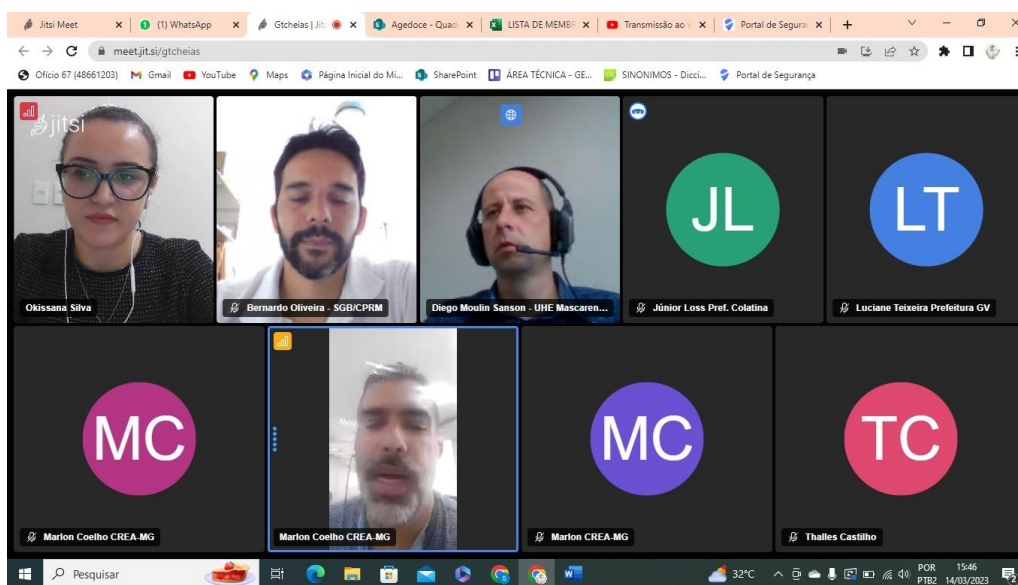 Jitsi Meet
(1) WhatsApp
Gtcheias | Jit
Agedoce - Quad
LISTA DE MEMBR
Transmissão ao v
Portal de Segura
meet.jit.si/gtcheias
Ofício 67 (48661203)
Gmail
YouTube
Maps
Página Inicial do Mi...
SharePoint
ÁREA TÉCNICA - GE...
SINONIMOS - Dicci...
Portal de Segurança
jitsi
JL
LT
Okissana Silva
Bernardo Oliveira - SGB/CPRM
Diego Moulin Sanson - UHE Mascaren...
Júnior Loss Pref. Colatina
Luciane Teixeira Prefeitura GV
MC
MC
TC
Marlon Coelho CREA-MG
Marlon Coelho CREA-MG
Marlon CREA-MG
Thalles Castilho
Pesquisar
32°C
POR
PTB2
15:46
14/03/2023